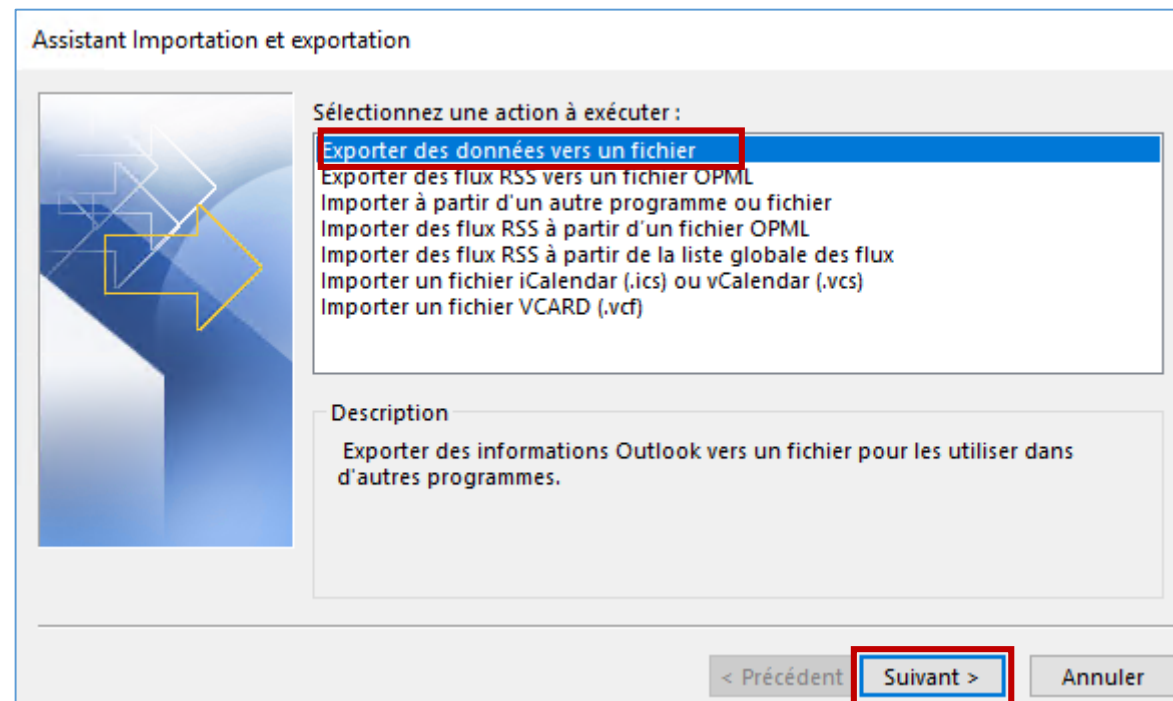 Assistant Importation et exportation
Sélectionnez une action à exécuter :
Exporter des données vers un fichier
Exporter des flux RSS vers un fichier OPML
Importer à partir d'un autre programme ou fichier
Importer des flux RSS à partir d'un fichier OPML
Importer des flux RSS à partir de la liste globale des flux
Importer un fichier iCalendar (.ics) ou vCalendar (.vcs)
Importer un fichier VCARD (.vcf)
Description
Exporter des informations Outlook vers un fichier pour les utiliser dans
d'autres programmes.
< Précédent
Suivant >
Annuler